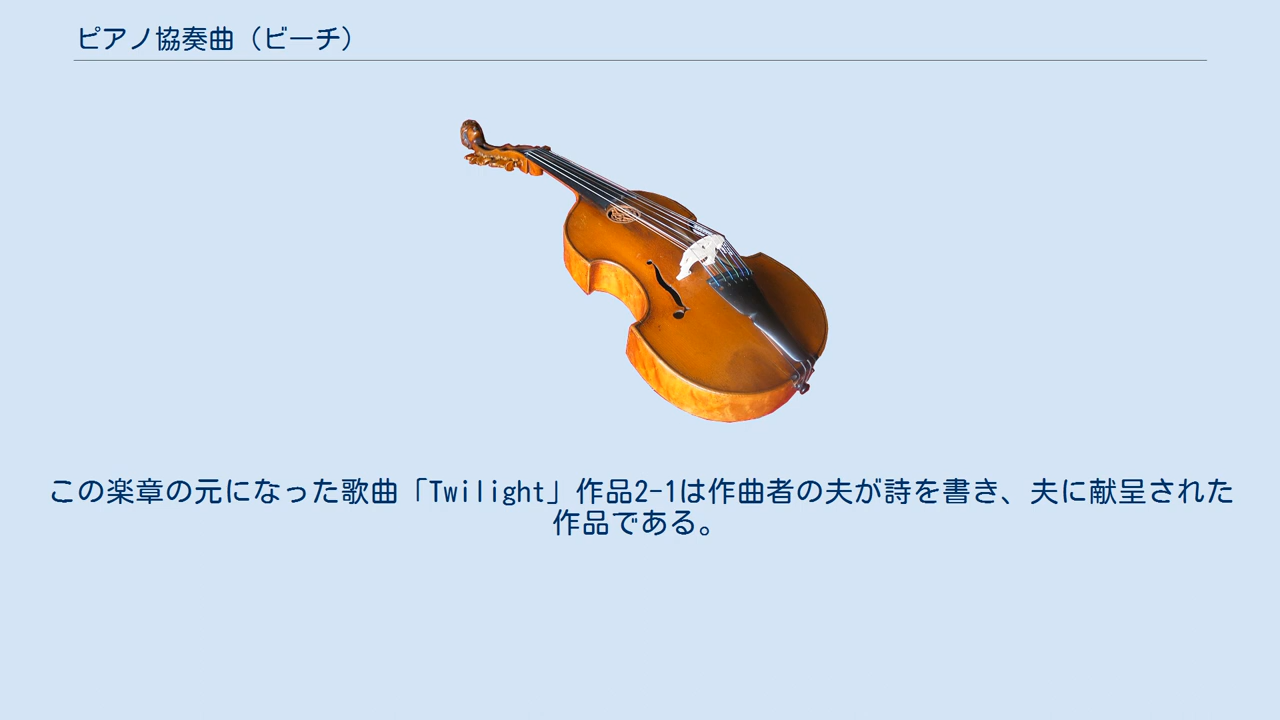 ピアノ協奏曲（ビーチ）
この楽章の元になった歌曲「Twilight」作品2-1は作曲者の夫が詩を書き、夫に献呈された
作品である。